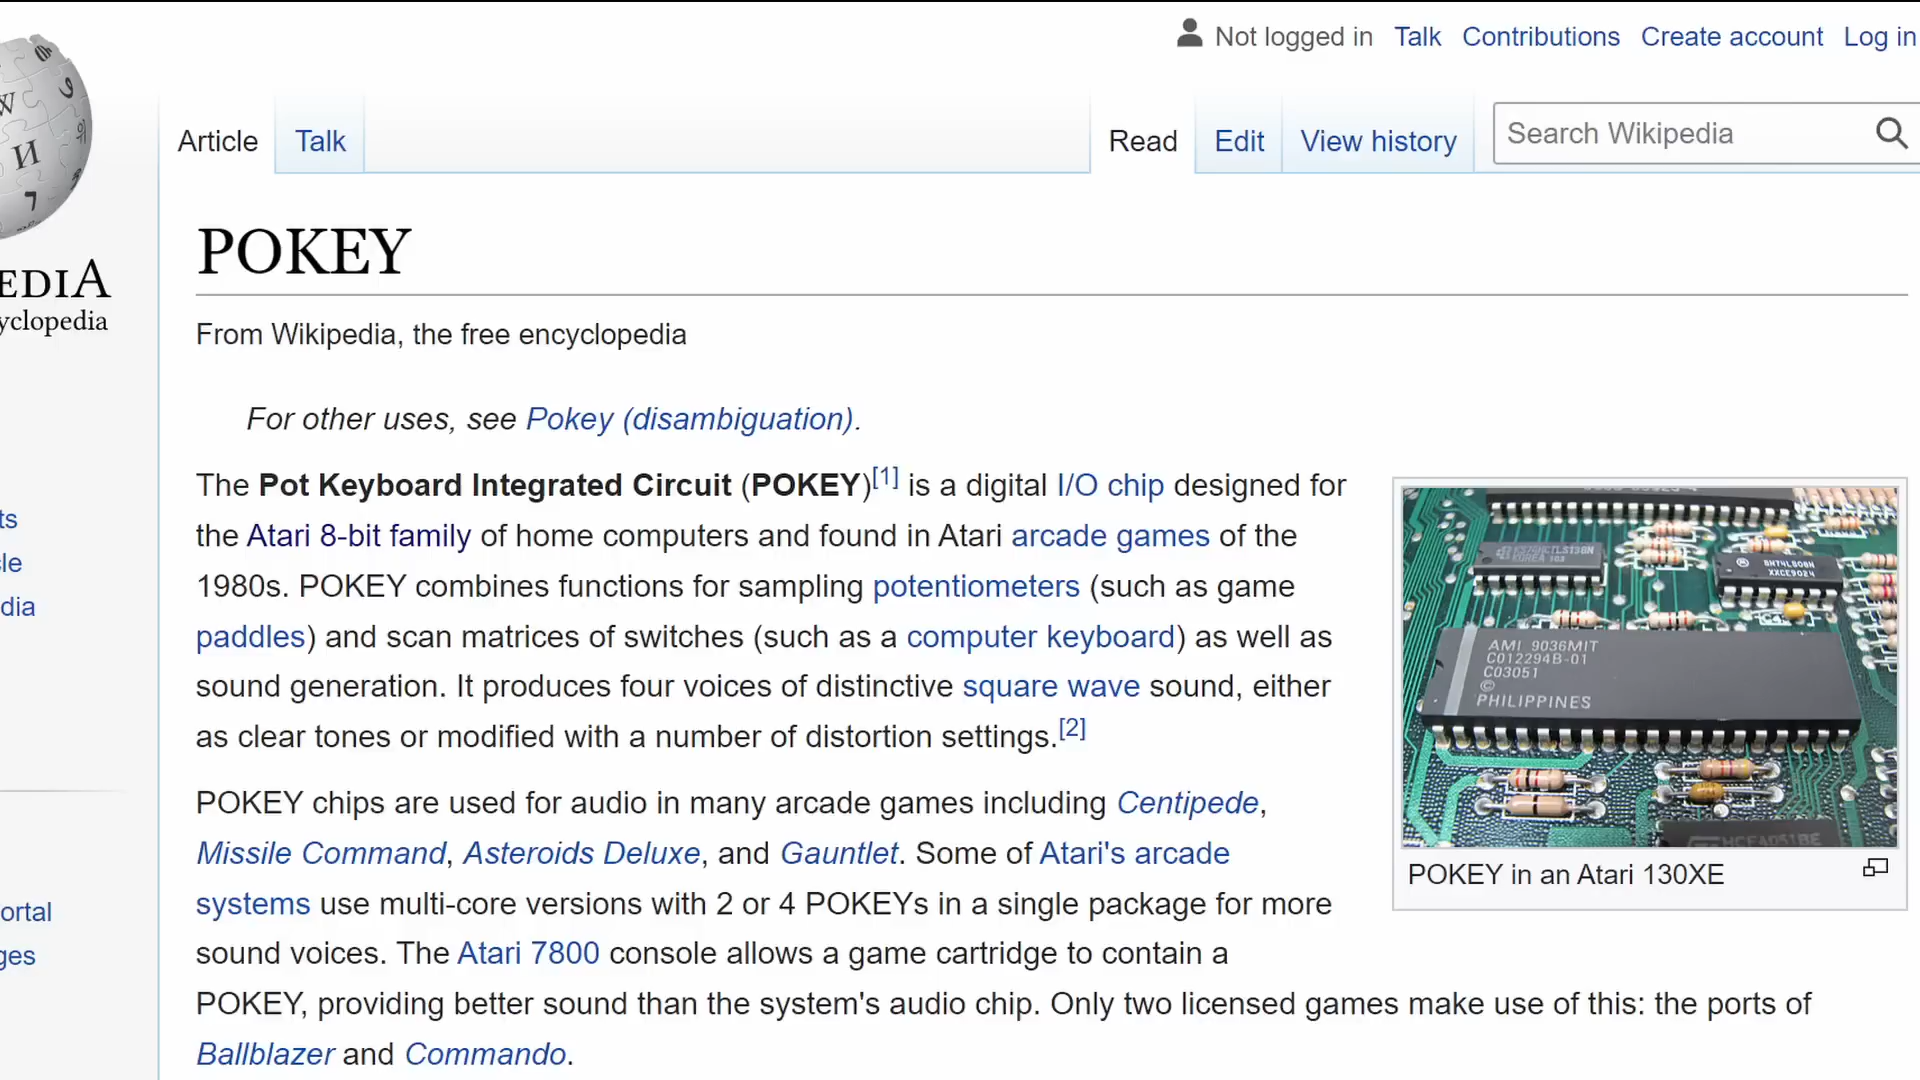 Not logged in Talk Contributions Create account Log in
Article Talk Read Edit View history Search Wikipedia
W
И
EDIA
yclopedia
POKEY
From Wikipedia, the free encyclopedia
For other uses, see Pokey (disambiguation).
The Pot Keyboard Integrated Circuit (POKEY)[1] is a digital I/O chip designed for
the Atari 8-bit family of home computers and found in Atari arcade games of the
1980s. POKEY combines functions for sampling potentiometers (such as game
paddles) and scan matrices of switches (such as a computer keyboard) as well as
sound generation. It produces four voices of distinctive square wave sound, either
as clear tones or modified with a number of distortion settings.[2]
POKEY chips are used for audio in many arcade games including Centipede,
Missile Command, Asteroids Deluxe, and Gauntlet. Some of Atari's arcade
systems use multi-core versions with 2 or 4 POKEYs in a single package for more
sound voices. The Atari 7800 console allows a game cartridge to contain a
POKEY, providing better sound than the system's audio chip. Only two licensed games make use of this: the ports of
Ballblazer and Commando.
ts
le
dia
ortal
ges
AMI 9036MIT
C012294B-01
C03051
©
PHILIPPINES
POKEY in an Atari 130XE